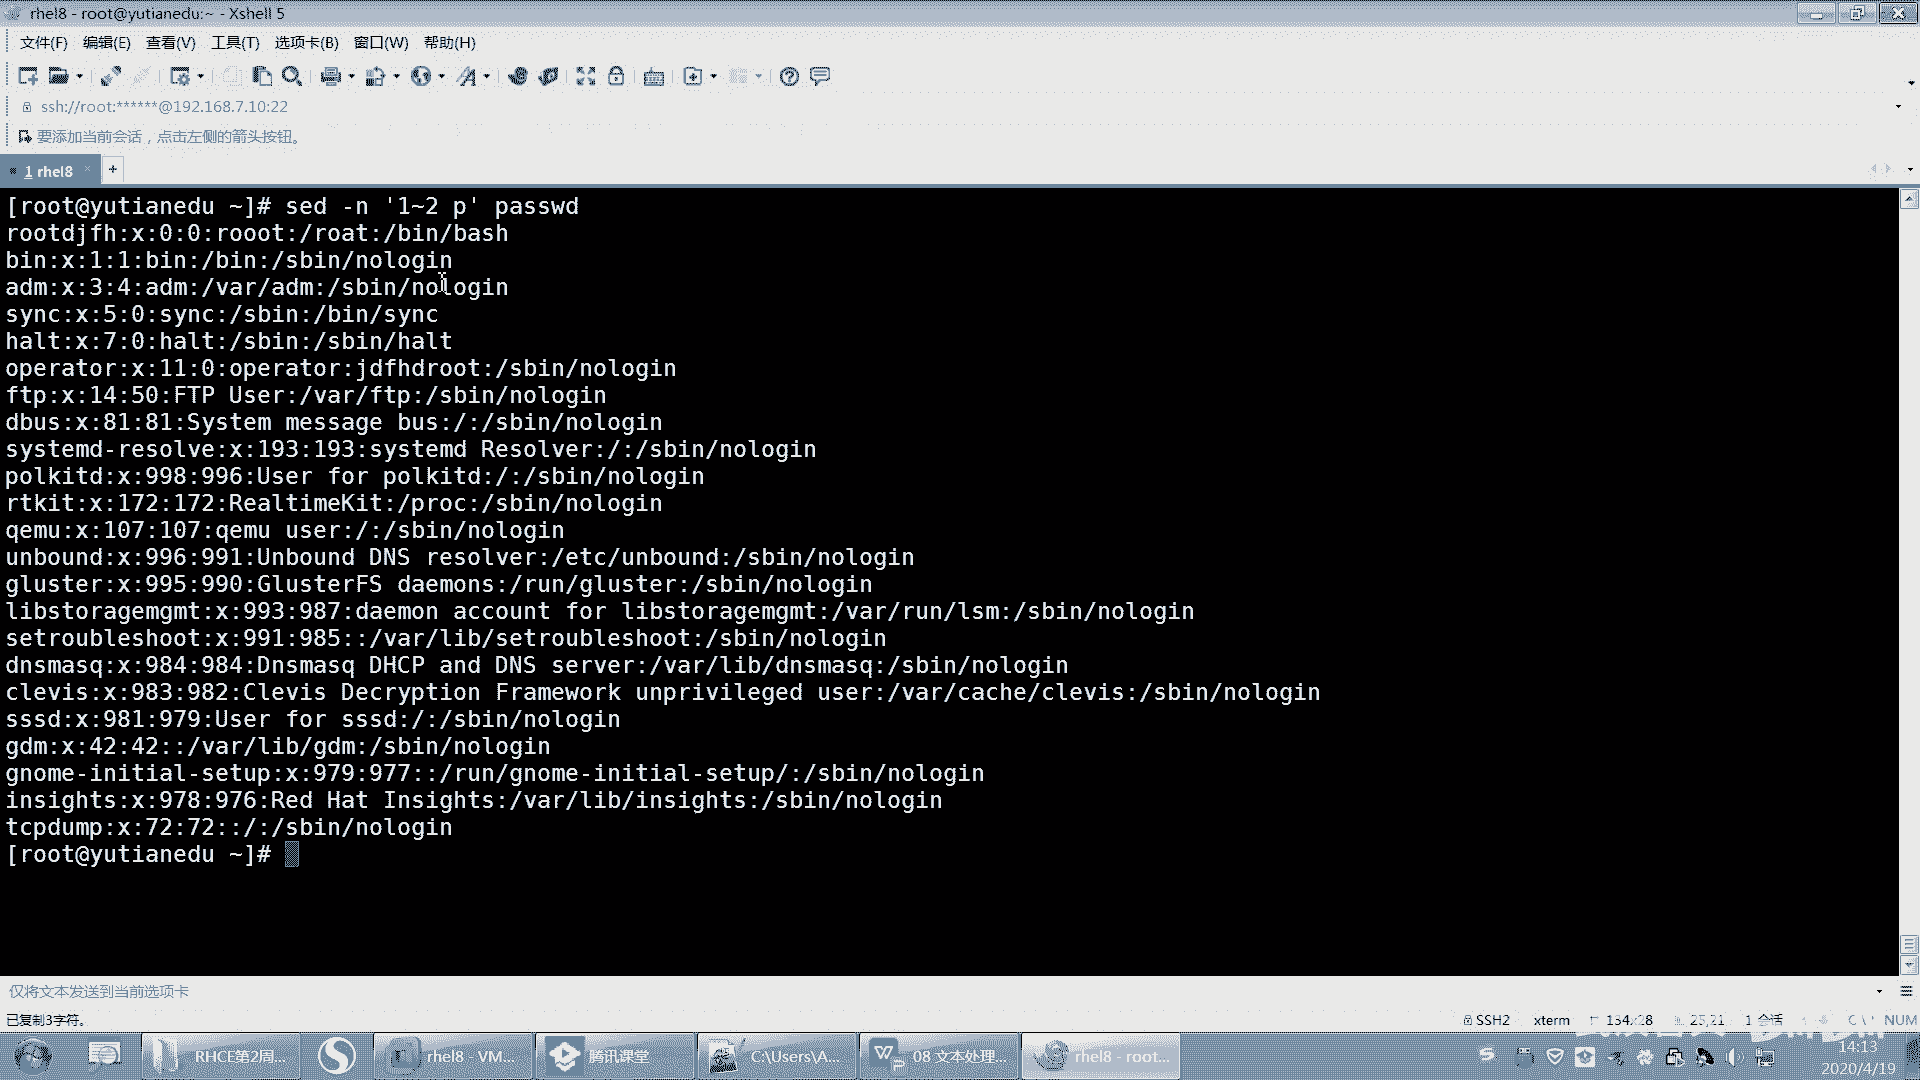 rhel8 - root@yutianedu:~ - Xshell 5
文件(F) 编辑(E) 查看(V) 工具(T) 选项卡(B) 窗口(W) 帮助(H)
ssh://root:******@192.168.7.10:22
要添加当前会话，点击左侧的箭头按钮。
1 rhel8
[root@yutianedu ~]# sed -n '1~2 p' passwd
rootdjfh:x:0:0:rooot:/roat:/bin/bash
bin:x:1:1:bin:/bin:/sbin/nologin
adm:x:3:4:adm:/var/adm:/sbin/nologin
sync:x:5:0:sync:/sbin:/bin/sync
halt:x:7:0:halt:/sbin:/sbin/halt
operator:x:11:0:operator:jdfhdroot:/sbin/nologin
ftp:x:14:50:FTP User:/var/ftp:/sbin/nologin
dbus:x:81:81:System message bus:/:/sbin/nologin
systemd-resolve:x:193:193:systemd Resolver:/:/sbin/nologin
polkitd:x:998:996:User for polkitd:/:/sbin/nologin
rtkit:x:172:172:RealtimeKit:/proc:/sbin/nologin
qemu:x:107:107:qemu user:/:/sbin/nologin
unbound:x:996:991:Unbound DNS resolver:/etc/unbound:/sbin/nologin
gluster:x:995:990:GlusterFS daemons:/run/gluster:/sbin/nologin
libstoragemgmt:x:993:987:daemon account for libstoragemgmt:/var/run/lsm:/sbin/nologin
setroubleshoot:x:991:985::/var/lib/setroubleshoot:/sbin/nologin
dnsmasq:x:984:984:Dnsmasq DHCP and DNS server:/var/lib/dnsmasq:/sbin/nologin
clevis:x:983:982:Clevis Decryption Framework unprivileged user:/var/cache/clevis:/sbin/nologin
sssd:x:981:979:User for sssd:/:/sbin/nologin
gdm:x:42:42::/var/lib/gdm:/sbin/nologin
gnome-initial-setup:x:979:977::/run/gnome-initial-setup/:/sbin/nologin
insights:x:978:976:Red Hat Insights:/var/lib/insights:/sbin/nologin
tcpdump:x:72:72::/:/sbin/nologin
[root@yutianedu ~]#
仅将文本发送到当前选项卡
已复制3字符。 SSH2 xterm 134x28 25,21 1 会话 NUM
RHCE第2周... rhel8 - VM... 腾讯课堂 C:\Users\A... 08 文本处理... rhel8 - root... 14:13
2020/4/19